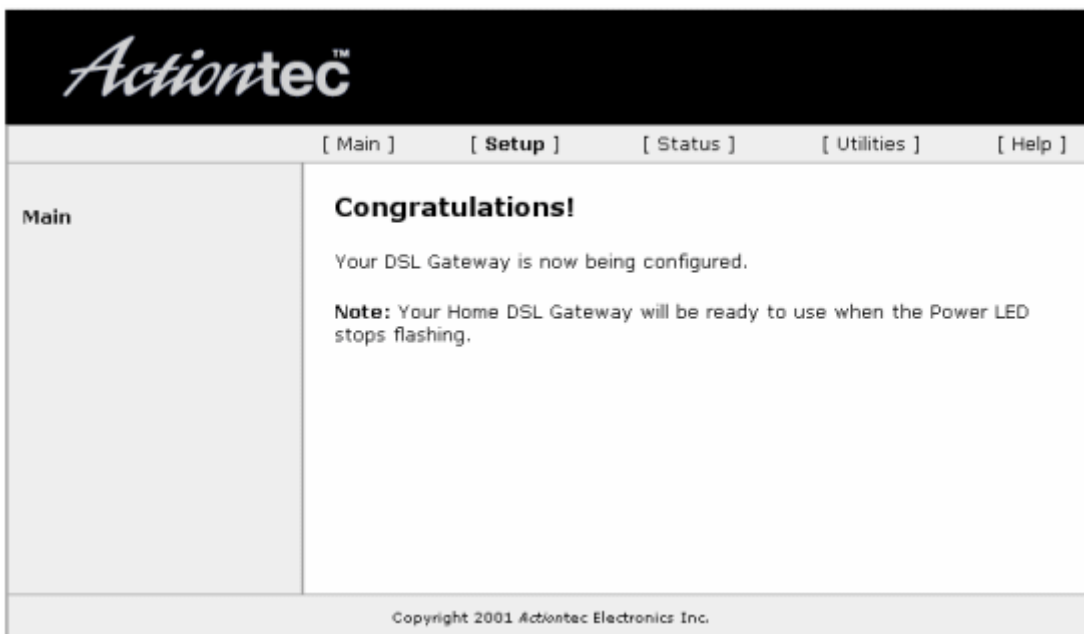 Actiontec™
[ Main ] [ Setup ] [ Status ] [ Utilities ] [ Help ]
Main
Congratulations!
Your DSL Gateway is now being configured.
Note: Your Home DSL Gateway will be ready to use when the Power LED
stops flashing.
Copyright 2001 Actiontec Electronics Inc.